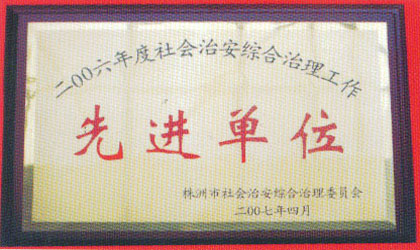 二00六年度社会治安综合治理工作
先进单位
株洲市社会治安综合治理委员会
二00七年四月